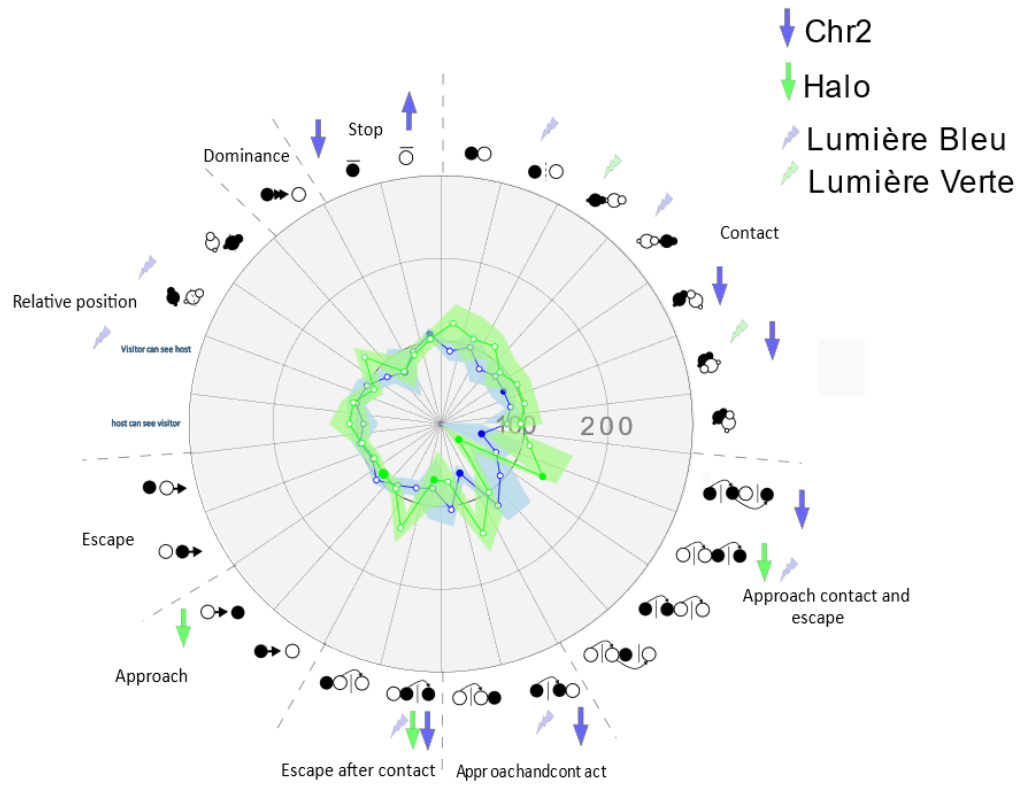 Chr2
Halo
Lumière Bleu
Lumière Verte
Stop
Dominance
Contact
Relative position
Visitor can see host
host can see visitor
100
200
Escape
Approach contact and
escape
Approach
Escape after contact
Approachandcontact